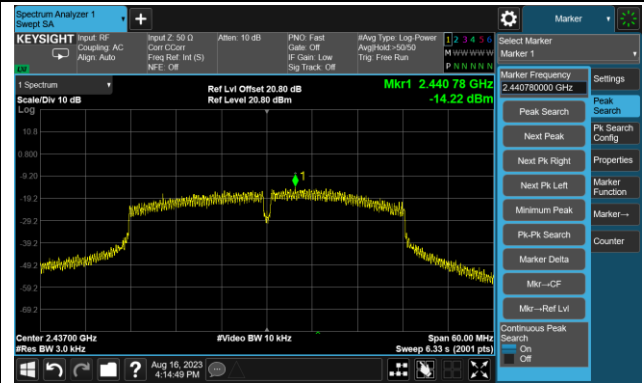 Spectrum Analyzer 1
Swept SA
Marker
KEYSIGHT
Input: RF
Coupling: AC
Align: Auto
Input Z: 50 Ω
Corr CCorr
Freq Ref: Int (S)
NFE: Off
Atten: 10 dB
PNO: Fast
Gate: Off
IF Gain: Low
Sig Track: Off
#Avg Type: Log-Power
Avg|Hold:>50/50
Trig: Free Run
1 2 3 4 5 6
M W W W W W
P N N N N N
Select Marker
Marker 1
1 Spectrum
Scale/Div 10 dB
Log
Ref Lvl Offset 20.80 dB
Ref Level 20.80 dBm
Mkr1 2.440 78 GHz
-14.22 dBm
10.8
0.800
-9.20
-19.2
-29.2
-39.2
-49.2
-59.2
-69.2
1
Center 2.43700 GHz
#Res BW 3.0 kHz
#Video BW 10 kHz
Span 60.00 MHz
Sweep 6.33 s (2001 pts)
Marker Frequency
2.440780000 GHz
Peak Search
Next Peak
Next Pk Right
Next Pk Left
Minimum Peak
Pk-Pk Search
Marker Delta
Mkr→CF
Mkr→Ref Lvl
Continuous Peak
Search
On
Off
Settings
Peak
Search
Pk Search
Config
Properties
Marker
Function
Marker→
Counter
?
Aug 16, 2023
4:14:49 PM